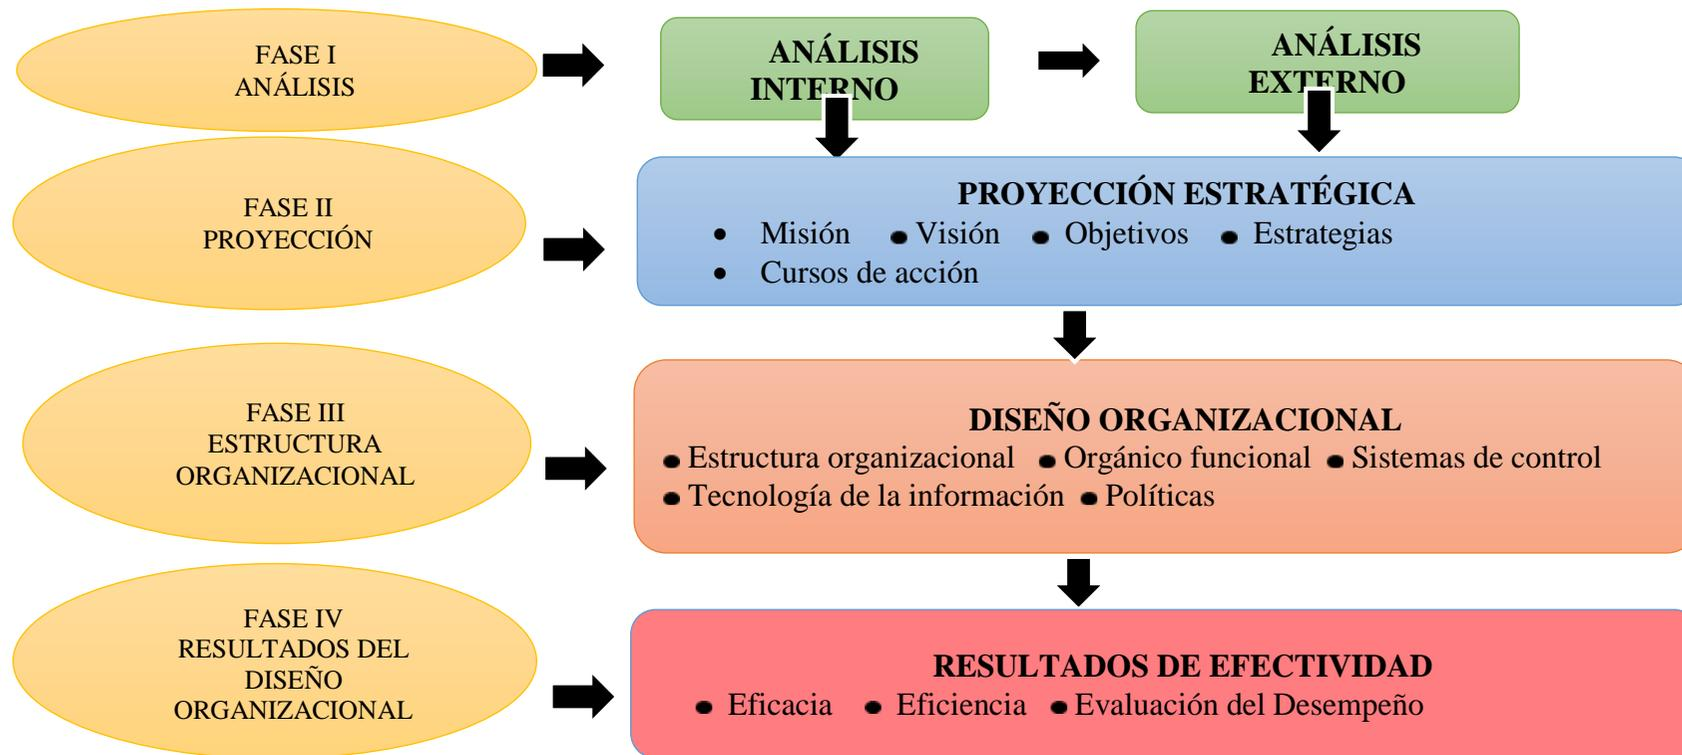 FASE I
ANÁLISIS
ANÁLISIS
INTERNO
ANÁLISIS
EXTERNO
FASE II
PROYECCIÓN
PROYECCIÓN ESTRATÉGICA
• Misión • Visión • Objetivos • Estrategias
• Cursos de acción
FASE III
ESTRUCTURA
ORGANIZACIONAL
DISEÑO ORGANIZACIONAL
• Estructura organizacional • Orgánico funcional • Sistemas de control
• Tecnología de la información • Políticas
FASE IV
RESULTADOS DEL
DISEÑO
ORGANIZACIONAL
RESULTADOS DE EFECTIVIDAD
• Eficacia • Eficiencia • Evaluación del Desempeño